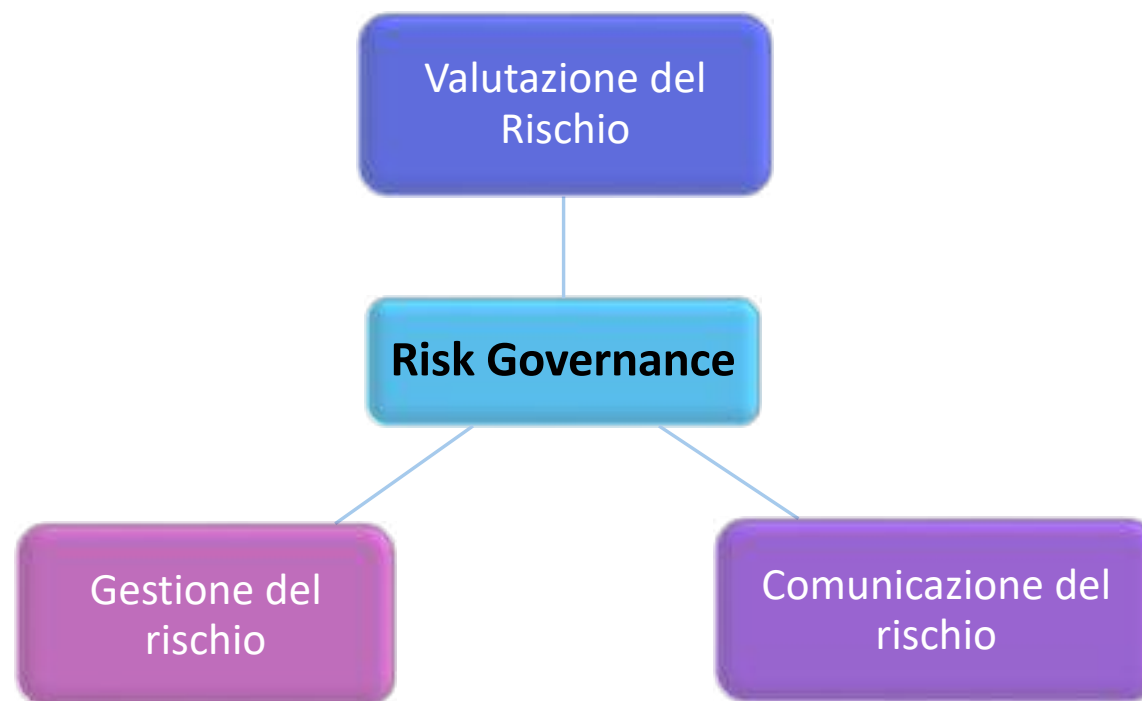 Valutazione del
Rischio
Risk Governance
Gestione del
rischio
Comunicazione del
rischio